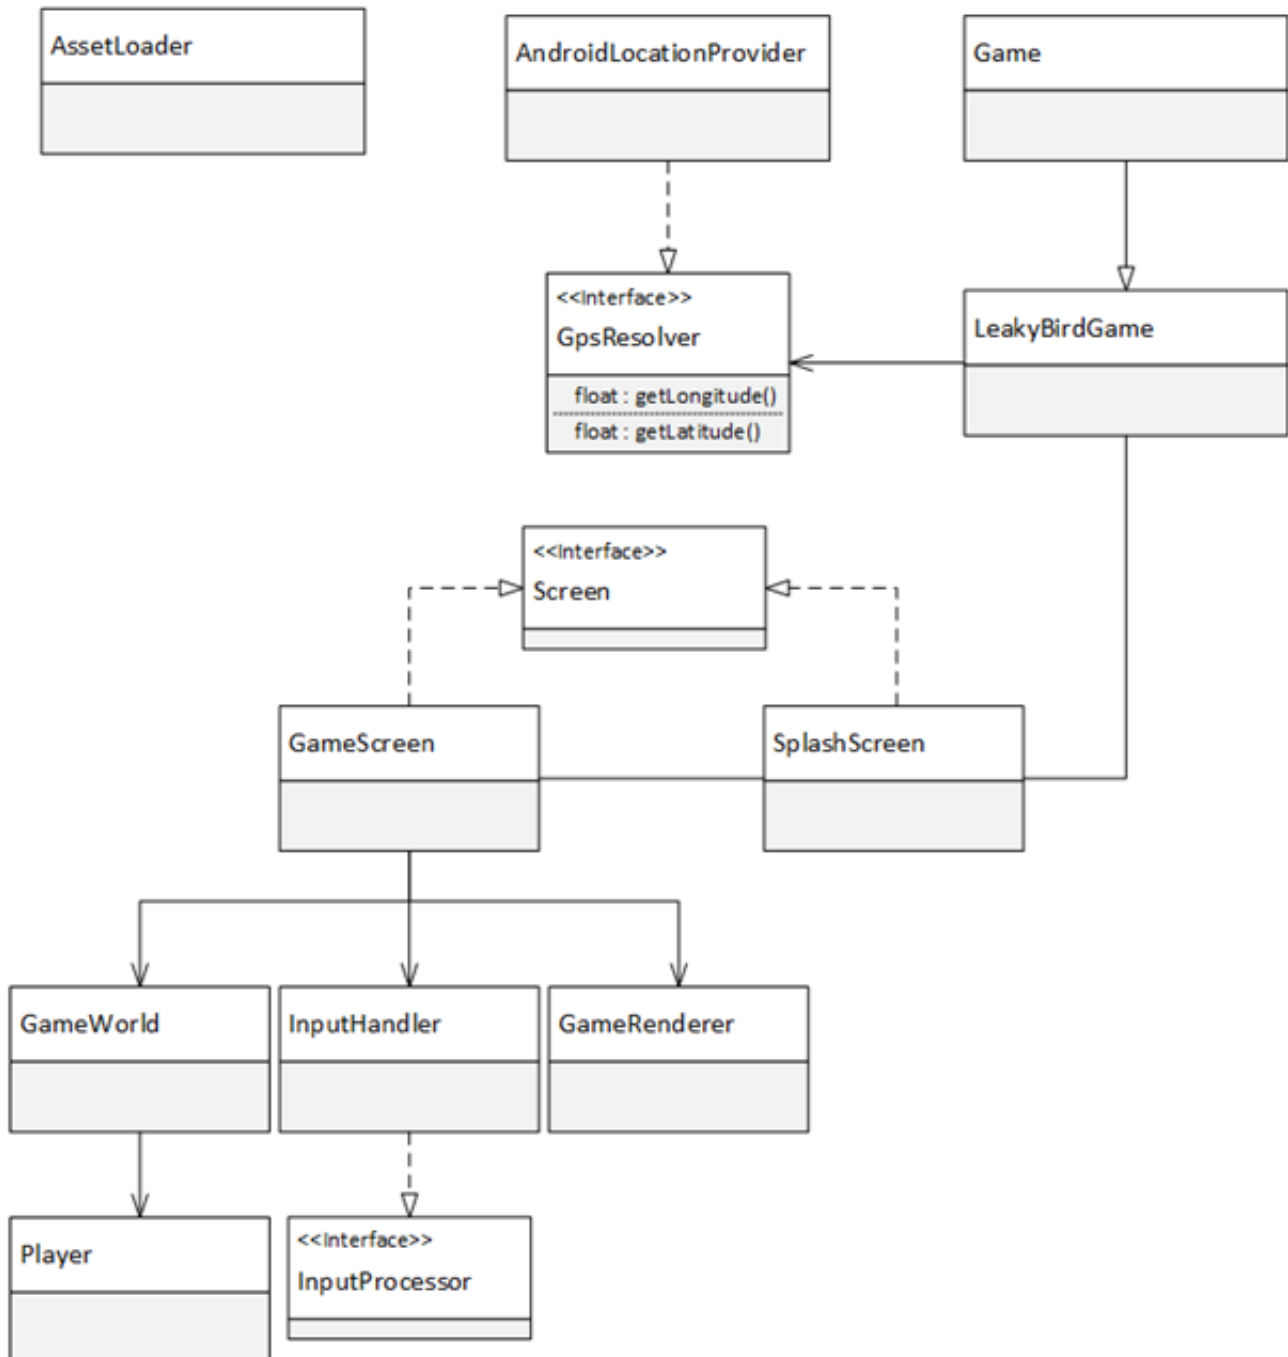 AssetLoader
AndroidLocationProvider
Game
<<Interface>>
GpsResolver
float : getLongitude()
float : getLatitude()
LeakyBirdGame
<<Interface>>
Screen
GameScreen
SplashScreen
GameWorld
InputHandler
GameRenderer
Player
<<Interface>>
InputProcessor